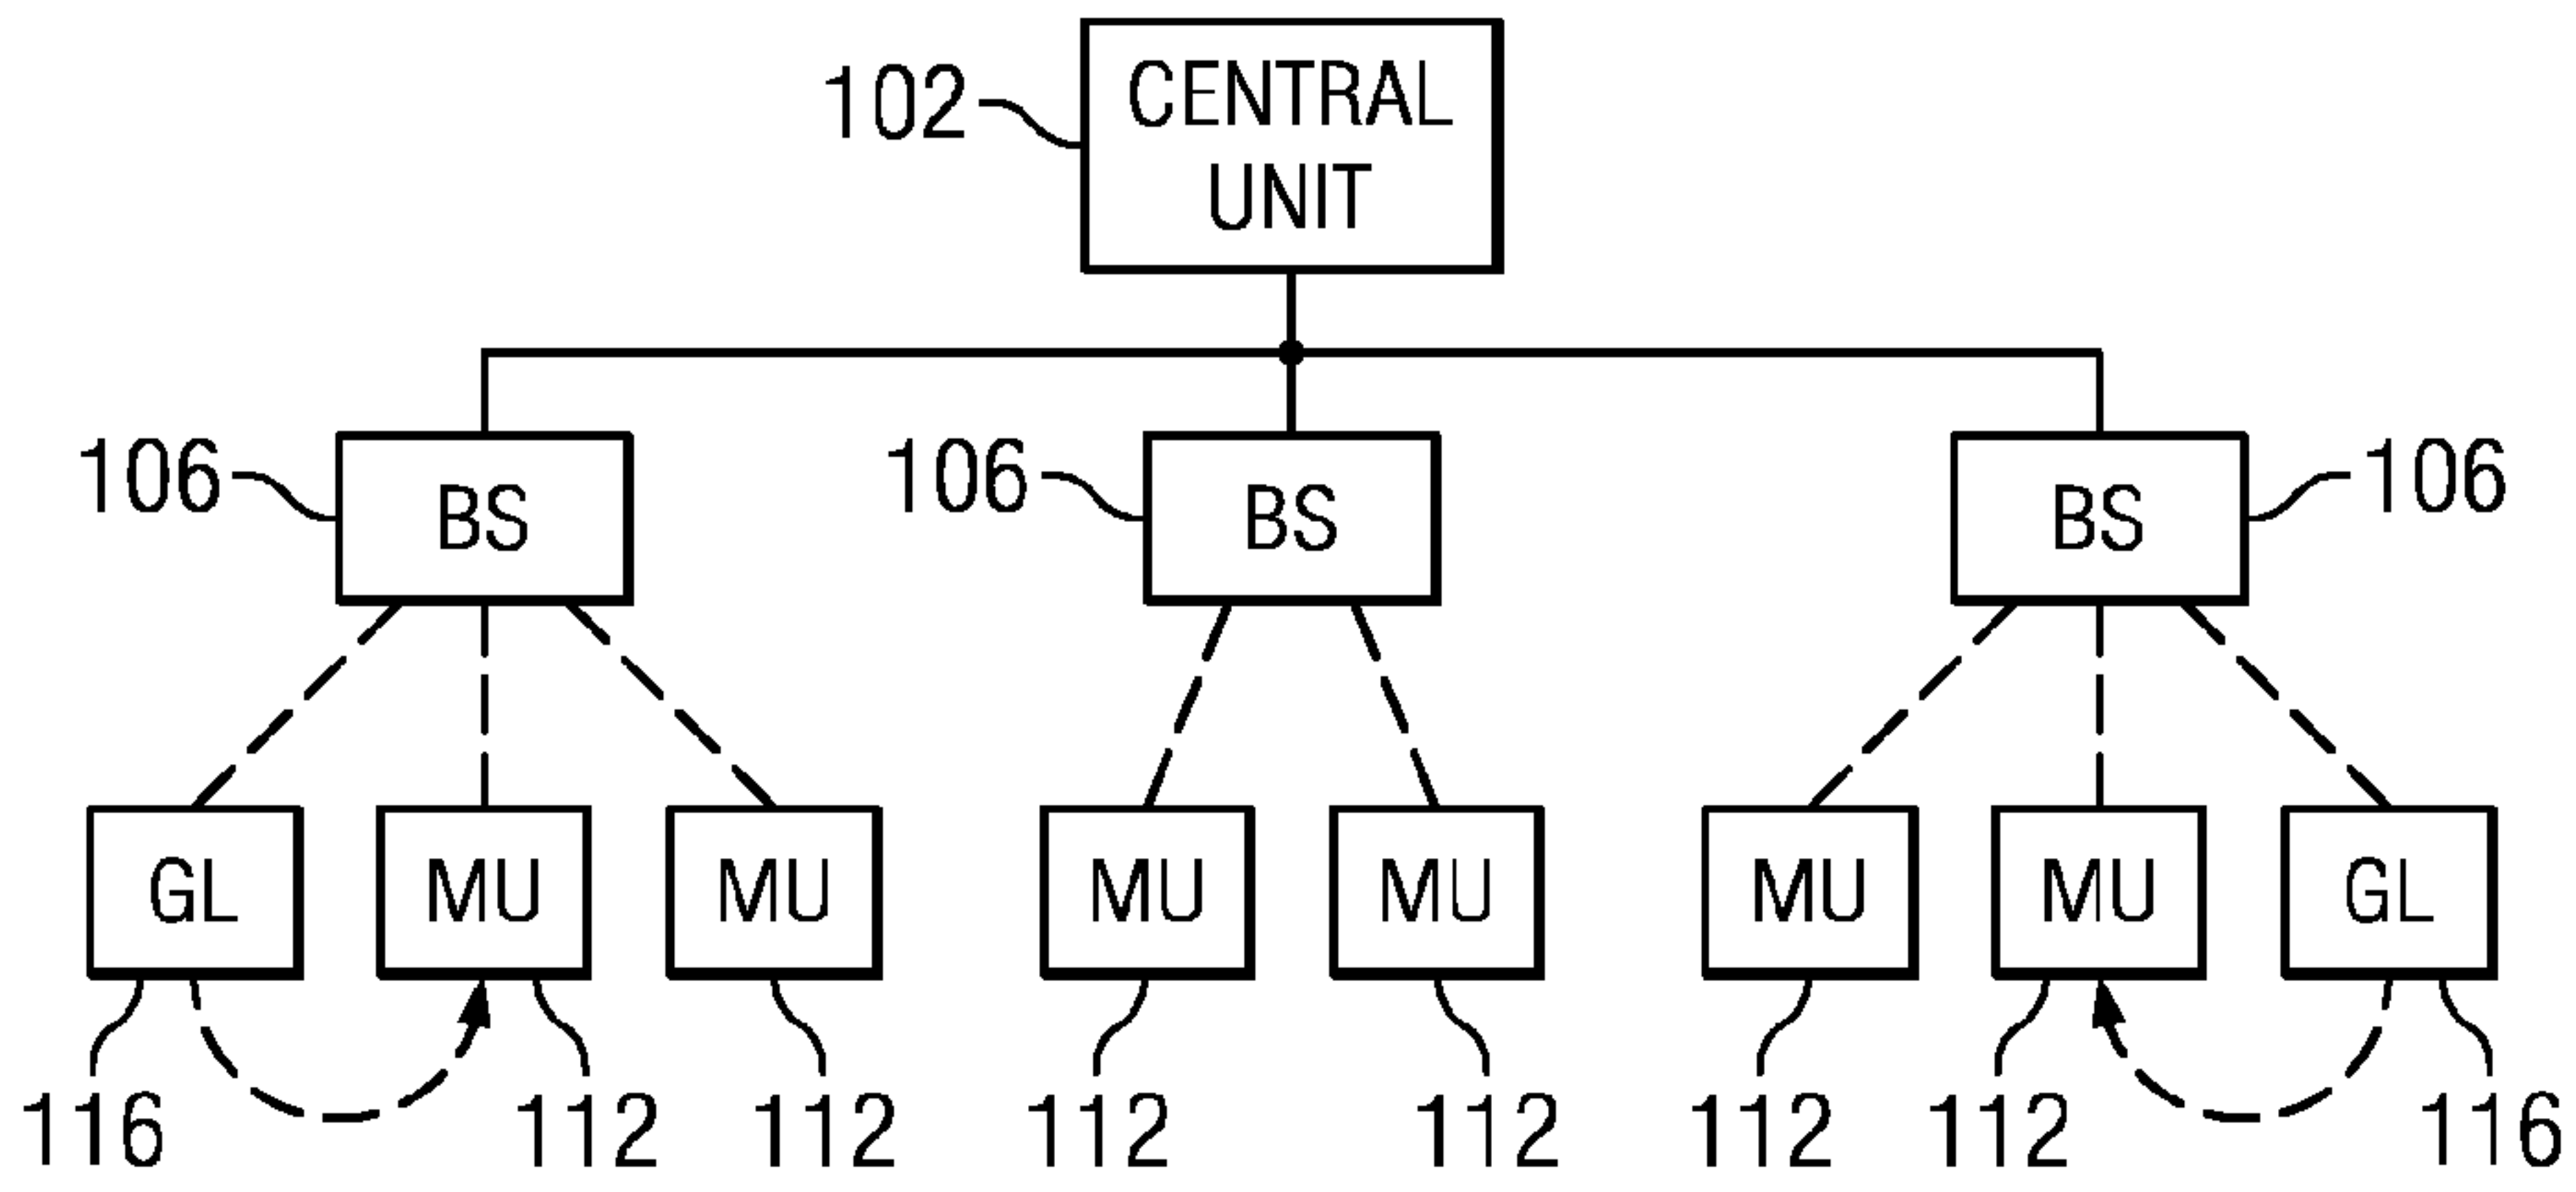 102
CENTRAL
UNIT
106 BS 106 BS BS 106
GL MU MU MU MU MU MU GL
116 112 112 112 112 112 112 116